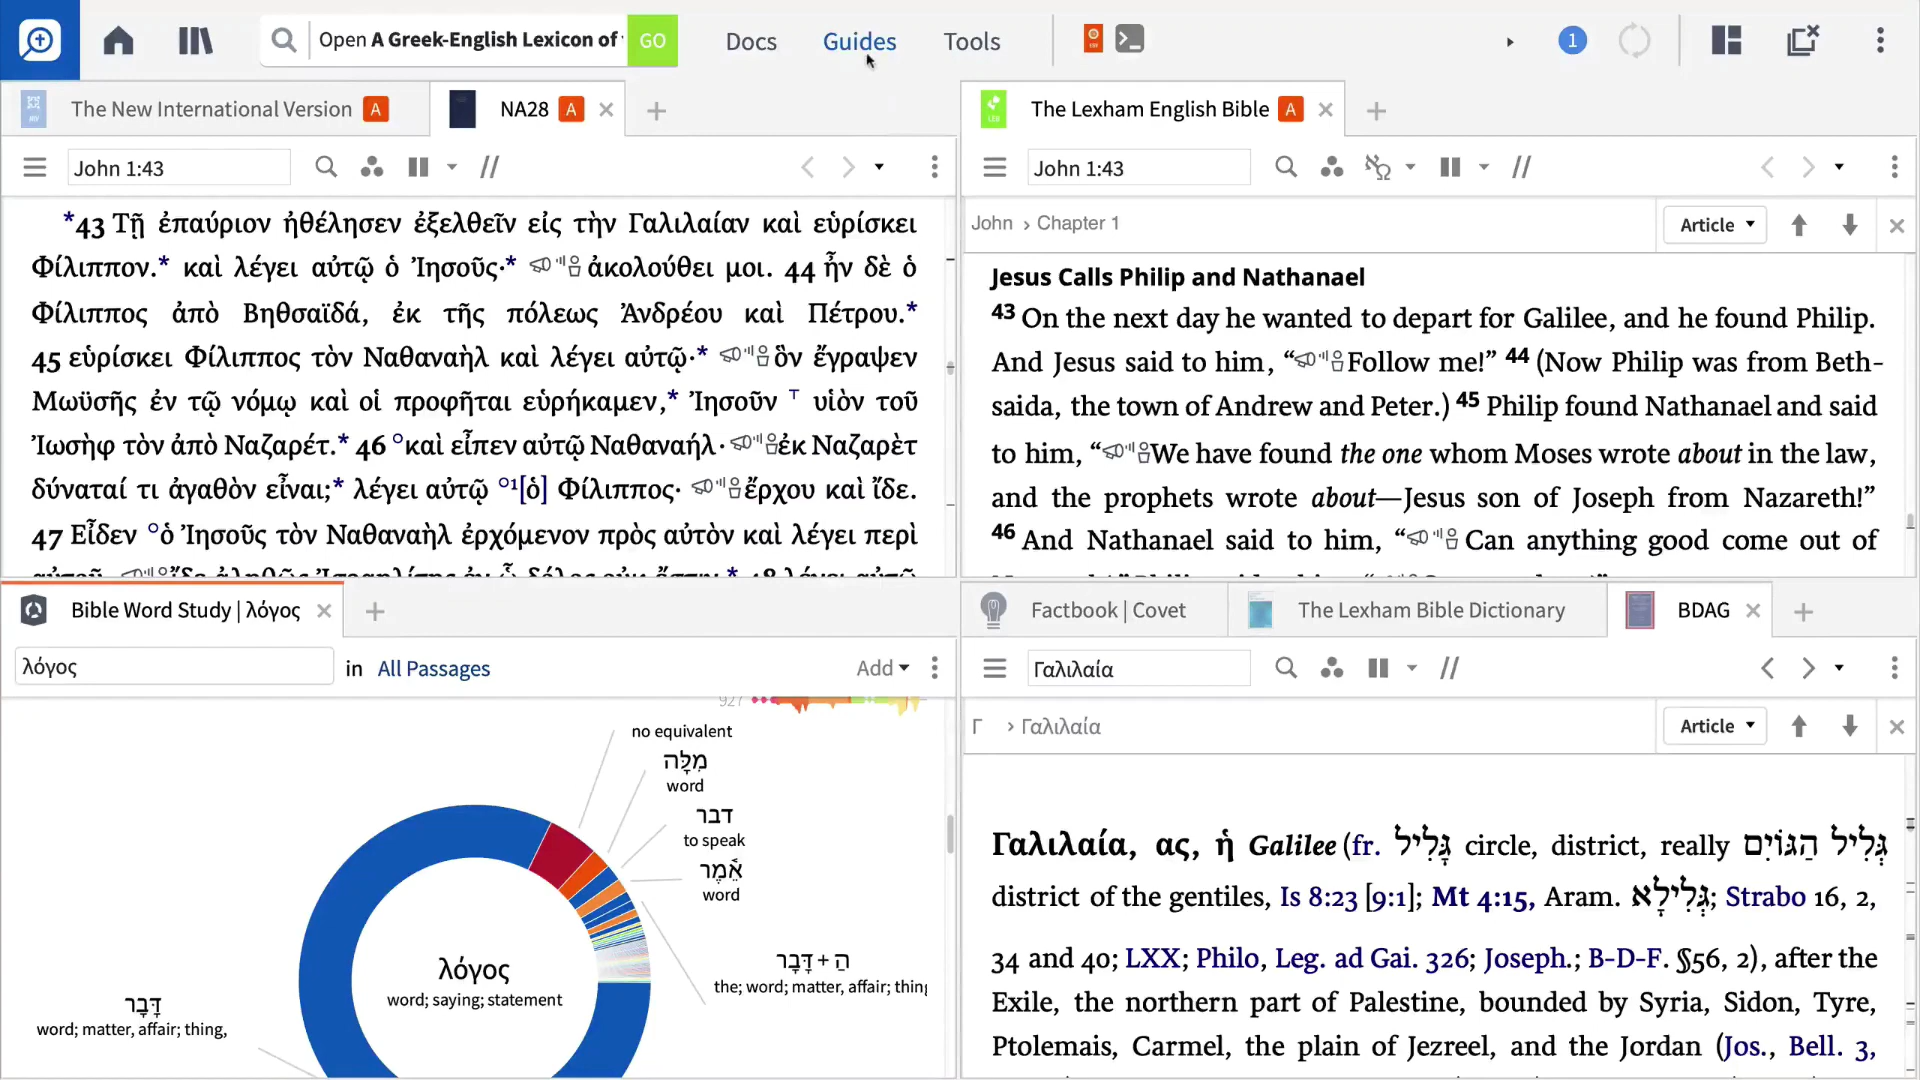 Open A Greek-English Lexicon of
GO
Docs
Guides
Tools
1
The New International Version A
NA28 A
The Lexham English Bible A
John 1:43
John 1:43
*43 Τῇ ἐπαύριον ἠθέλησεν ἐξελθεῖν εἰς τὴν Γαλιλαίαν καὶ εὑρίσκει
Φίλιππον.* καὶ λέγει αὐτῷ ὁ Ἰησοῦς·* ἀκολούθει μοι. 44 ἦν δὲ ὁ
Φίλιππος ἀπὸ Βηθσαϊδά, ἐκ τῆς πόλεως Ἀνδρέου καὶ Πέτρου.*
45 εὑρίσκει Φίλιππος τὸν Ναθαναὴλ καὶ λέγει αὐτῷ·* ὃν ἔγραψεν
Μωϋσῆς ἐν τῷ νόμῳ καὶ οἱ προφῆται εὑρήκαμεν,* Ἰησοῦν ⸆ υἱὸν τοῦ
Ἰωσὴφ τὸν ἀπὸ Ναζαρέτ.* 46 °καὶ εἶπεν αὐτῷ Ναθαναήλ· ἐκ Ναζαρὲτ
δύναταί τι ἀγαθὸν εἶναι;* λέγει αὐτῷ °¹[ὁ] Φίλιππος· ἔρχου καὶ ἴδε.
47 Εἶδεν °ὁ Ἰησοῦς τὸν Ναθαναὴλ ἐρχόμενον πρὸς αὐτὸν καὶ λέγει περὶ
John › Chapter 1
Article
Jesus Calls Philip and Nathanael
43 On the next day he wanted to depart for Galilee, and he found Philip.
And Jesus said to him, “Follow me!” 44 (Now Philip was from Beth-
saida, the town of Andrew and Peter.) 45 Philip found Nathanael and said
to him, “We have found the one whom Moses wrote about in the law,
and the prophets wrote about—Jesus son of Joseph from Nazareth!”
46 And Nathanael said to him, “Can anything good come out of
Bible Word Study | λόγος
λόγος in All Passages
Add
927
no equivalent
מִלָּה
word
דבר
to speak
אֹמֶר
word
הַ + דָּבָר
the; word; matter, affair; thing
λόγος
word; saying; statement
דָּבָר
word; matter, affair; thing,
Factbook | Covet
The Lexham Bible Dictionary
BDAG
Γαλιλαία
Γ › Γαλιλαία
Article
Γαλιλαία, ας, ἡ Galilee (fr. גָּלִיל circle, district, really גְּלִיל הַגּוֹיִם
district of the gentiles, Is 8:23 [9:1]; Mt 4:15, Aram. גְּלִילָא; Strabo 16, 2,
34 and 40; LXX; Philo, Leg. ad Gai. 326; Joseph.; B-D-F. §56, 2), after the
Exile, the northern part of Palestine, bounded by Syria, Sidon, Tyre,
Ptolemais, Carmel, the plain of Jezreel, and the Jordan (Jos., Bell. 3,